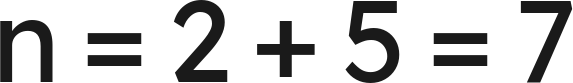 n = 2 + 5 = 7